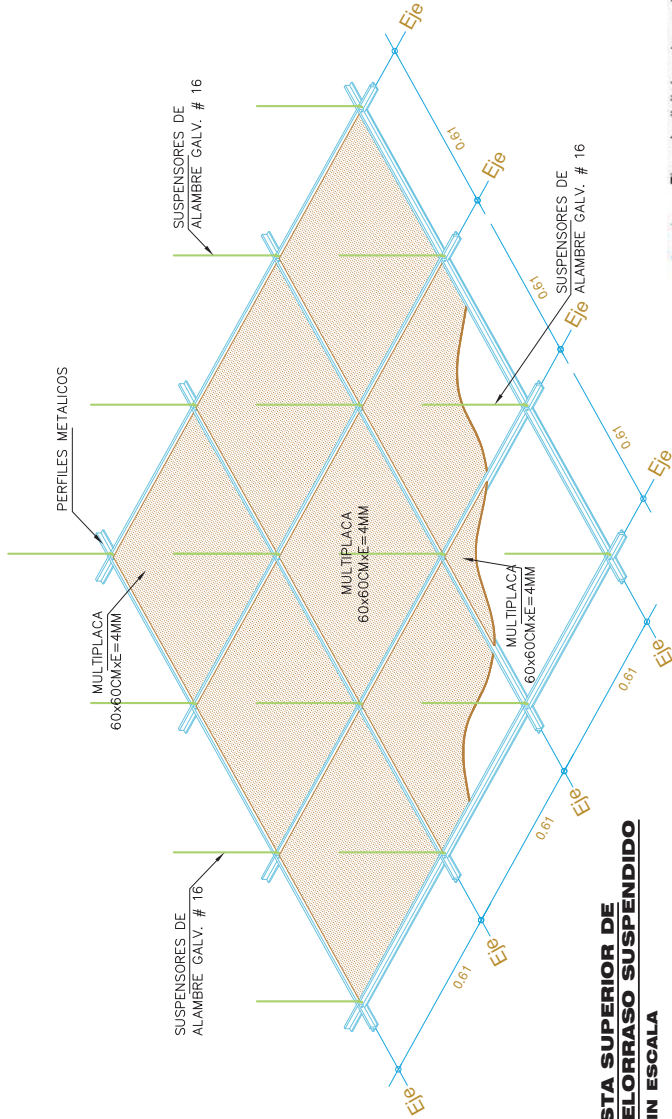 PERFILES METALICOS
SUSPENSORES DE
ALAMBRE GALV. # 16
MULTIPLACA
60x60CMxE=4MM
MULTIPLACA
60x60CMxE=4MM
MULTIPLACA
60x60CMxE=4MM
SUSPENSORES DE
ALAMBRE GALV. # 16
SUSPENSORES DE
ALAMBRE GALV. # 16
Eje
Eje
Eje
Eje
0.61
0.61
0.61
Eje
Eje
Eje
Eje
0.61
0.61
0.61
STA SUPERIOR DE
ELORRASO SUSPENDIDO
IN ESCALA